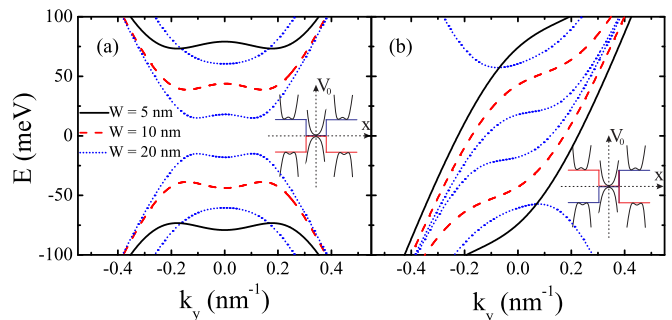 E (meV)
100
50
0
-50
-100
(a)
W = 5 nm
W = 10 nm
W = 20 nm
V₀
X
-0.4 -0.2 0.0 0.2 0.4
k_y (nm⁻¹)
(b)
V₀
X
-0.4 -0.2 0.0 0.2 0.4
k_y (nm⁻¹)